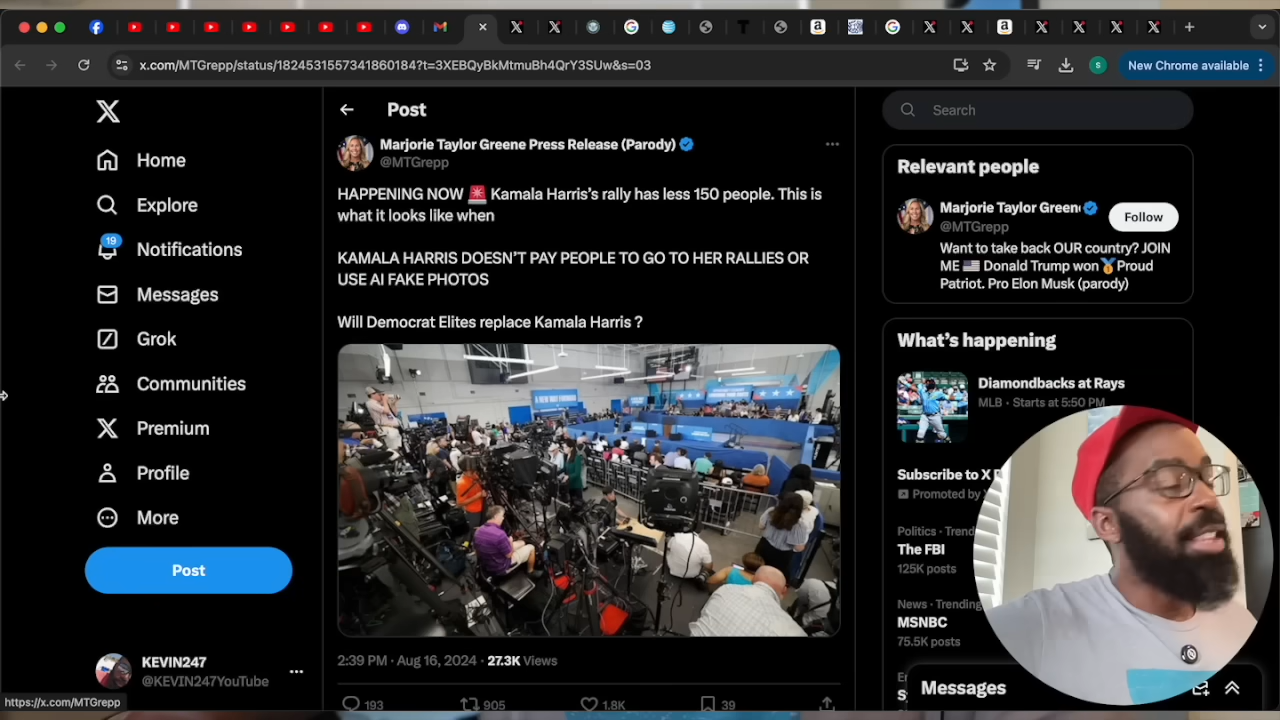 x.com/MTGrepp/status/1824531557341860184?t=3XEBQyBkMtmuBh4QrY3SUw&s=03
New Chrome available
Home
Explore
19
Notifications
Messages
Grok
Communities
Premium
Profile
More
Post
KEVIN247
@KEVIN247YouTube
https://x.com/MTGrepp
Post
Marjorie Taylor Greene Press Release (Parody)
@MTGrepp
HAPPENING NOW 🚨 Kamala Harris's rally has less 150 people. This is
what it looks like when
KAMALA HARRIS DOESN'T PAY PEOPLE TO GO TO HER RALLIES OR
USE AI FAKE PHOTOS
Will Democrat Elites replace Kamala Harris ?
A NEW WAY FORWARD
2:39 PM · Aug 16, 2024 · 27.3K Views
193
905
1.8K
39
Search
Relevant people
Marjorie Taylor Greene
@MTGrepp
Follow
Want to take back OUR country? JOIN
ME 🇺🇸 Donald Trump won🥇Proud
Patriot. Pro Elon Musk (parody)
What's happening
Diamondbacks at Rays
MLB · Starts at 5:50 PM
Subscribe to X
Promoted by
Politics · Trend
The FBI
125K posts
News · Trending
MSNBC
75.5K posts
Messages